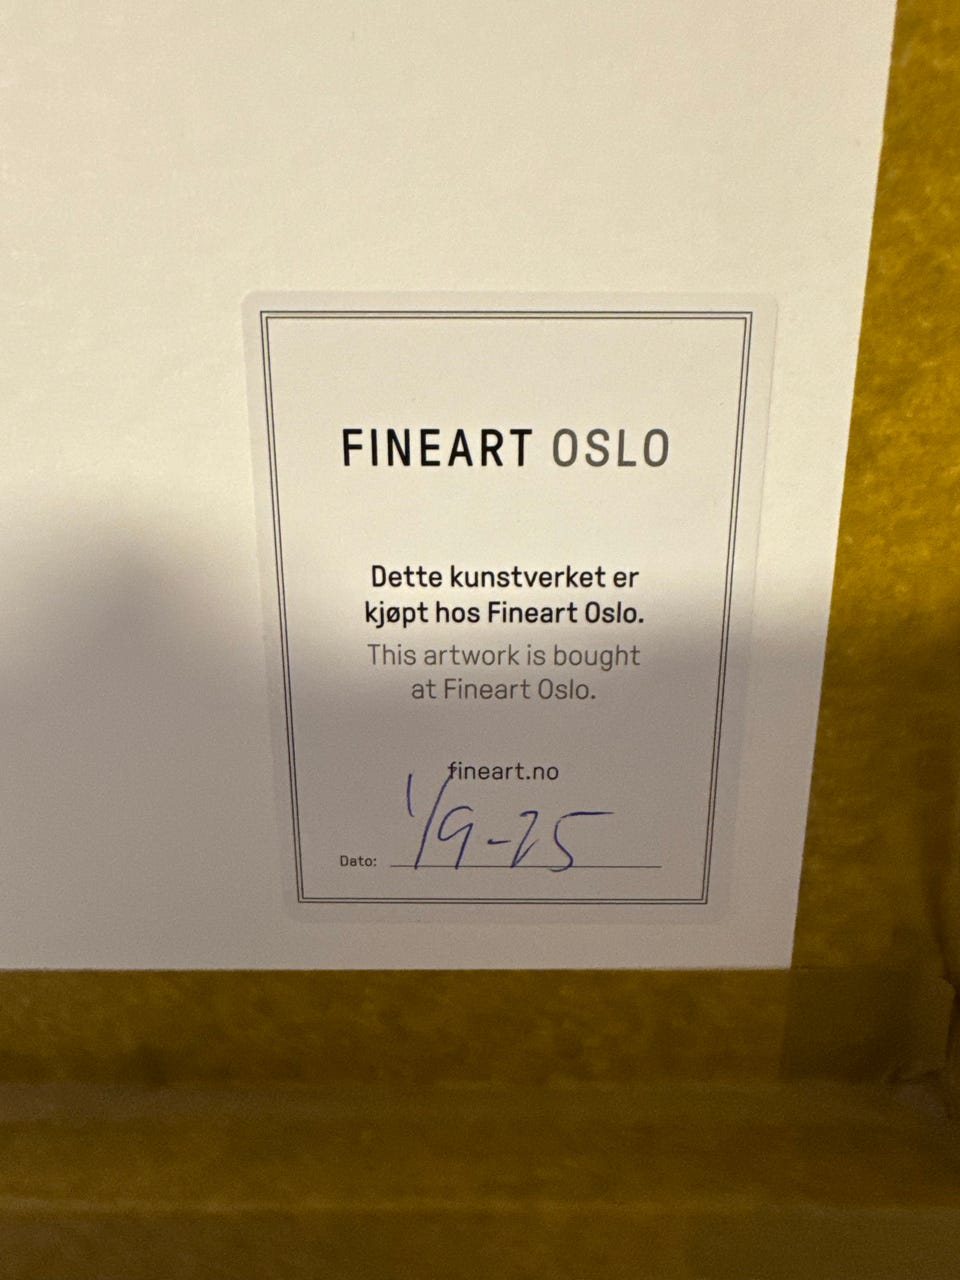 FINEART OSLO
Dette kunstverket er
kjøpt hos Fineart Oslo.
This artwork is bought
at Fineart Oslo.
fineart.no
Dato: 1/9-25